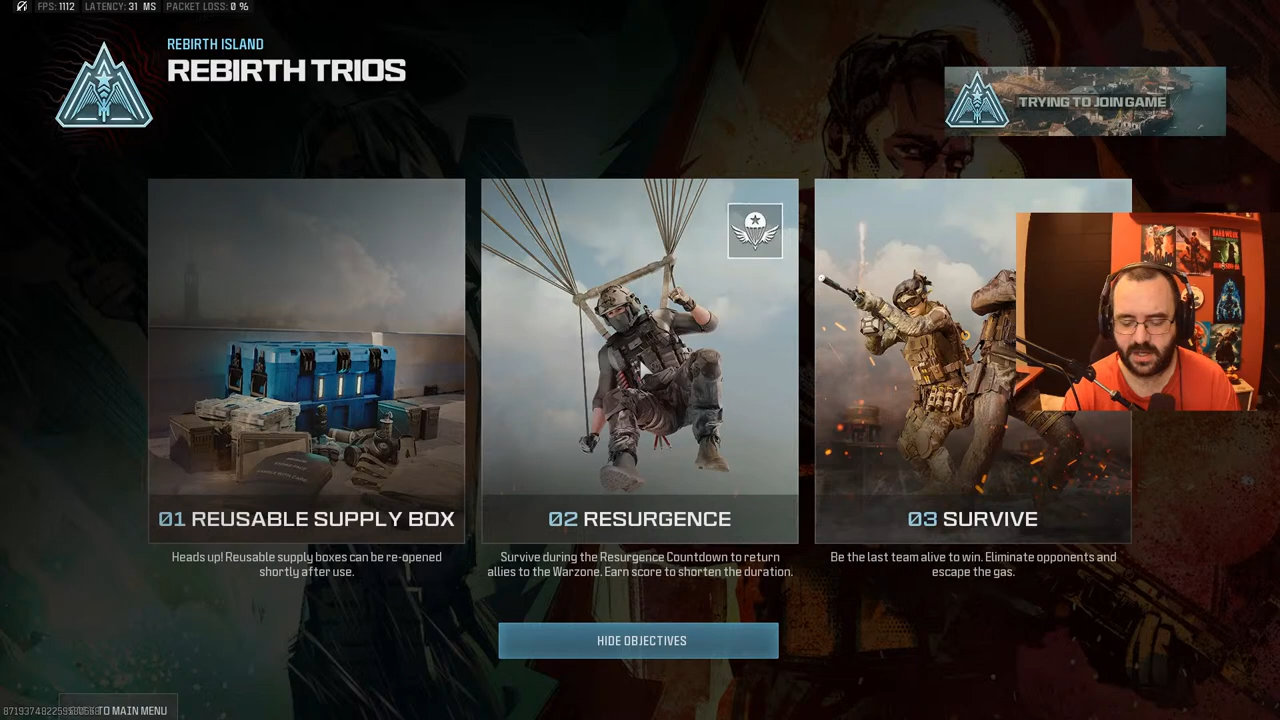 FPS: 1112 LATENCY: 31 MS PACKET LOSS: 0 %
REBIRTH ISLAND
REBIRTH TRIOS
TRYING TO JOIN GAME
01 REUSABLE SUPPLY BOX
Heads up! Reusable supply boxes can be re-opened
shortly after use.
02 RESURGENCE
Survive during the Resurgence Countdown to return
allies to the Warzone. Earn score to shorten the duration.
03 SURVIVE
Be the last team alive to win. Eliminate opponents and
escape the gas.
HARD WORK
HIDE OBJECTIVES
TO MAIN MENU